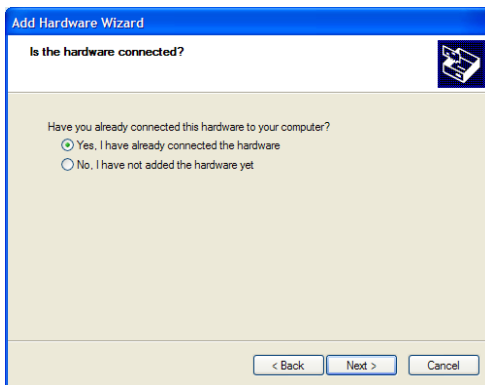 Add Hardware Wizard
Is the hardware connected?
Have you already connected this hardware to your computer?
Yes, I have already connected the hardware
No, I have not added the hardware yet
< Back Next > Cancel